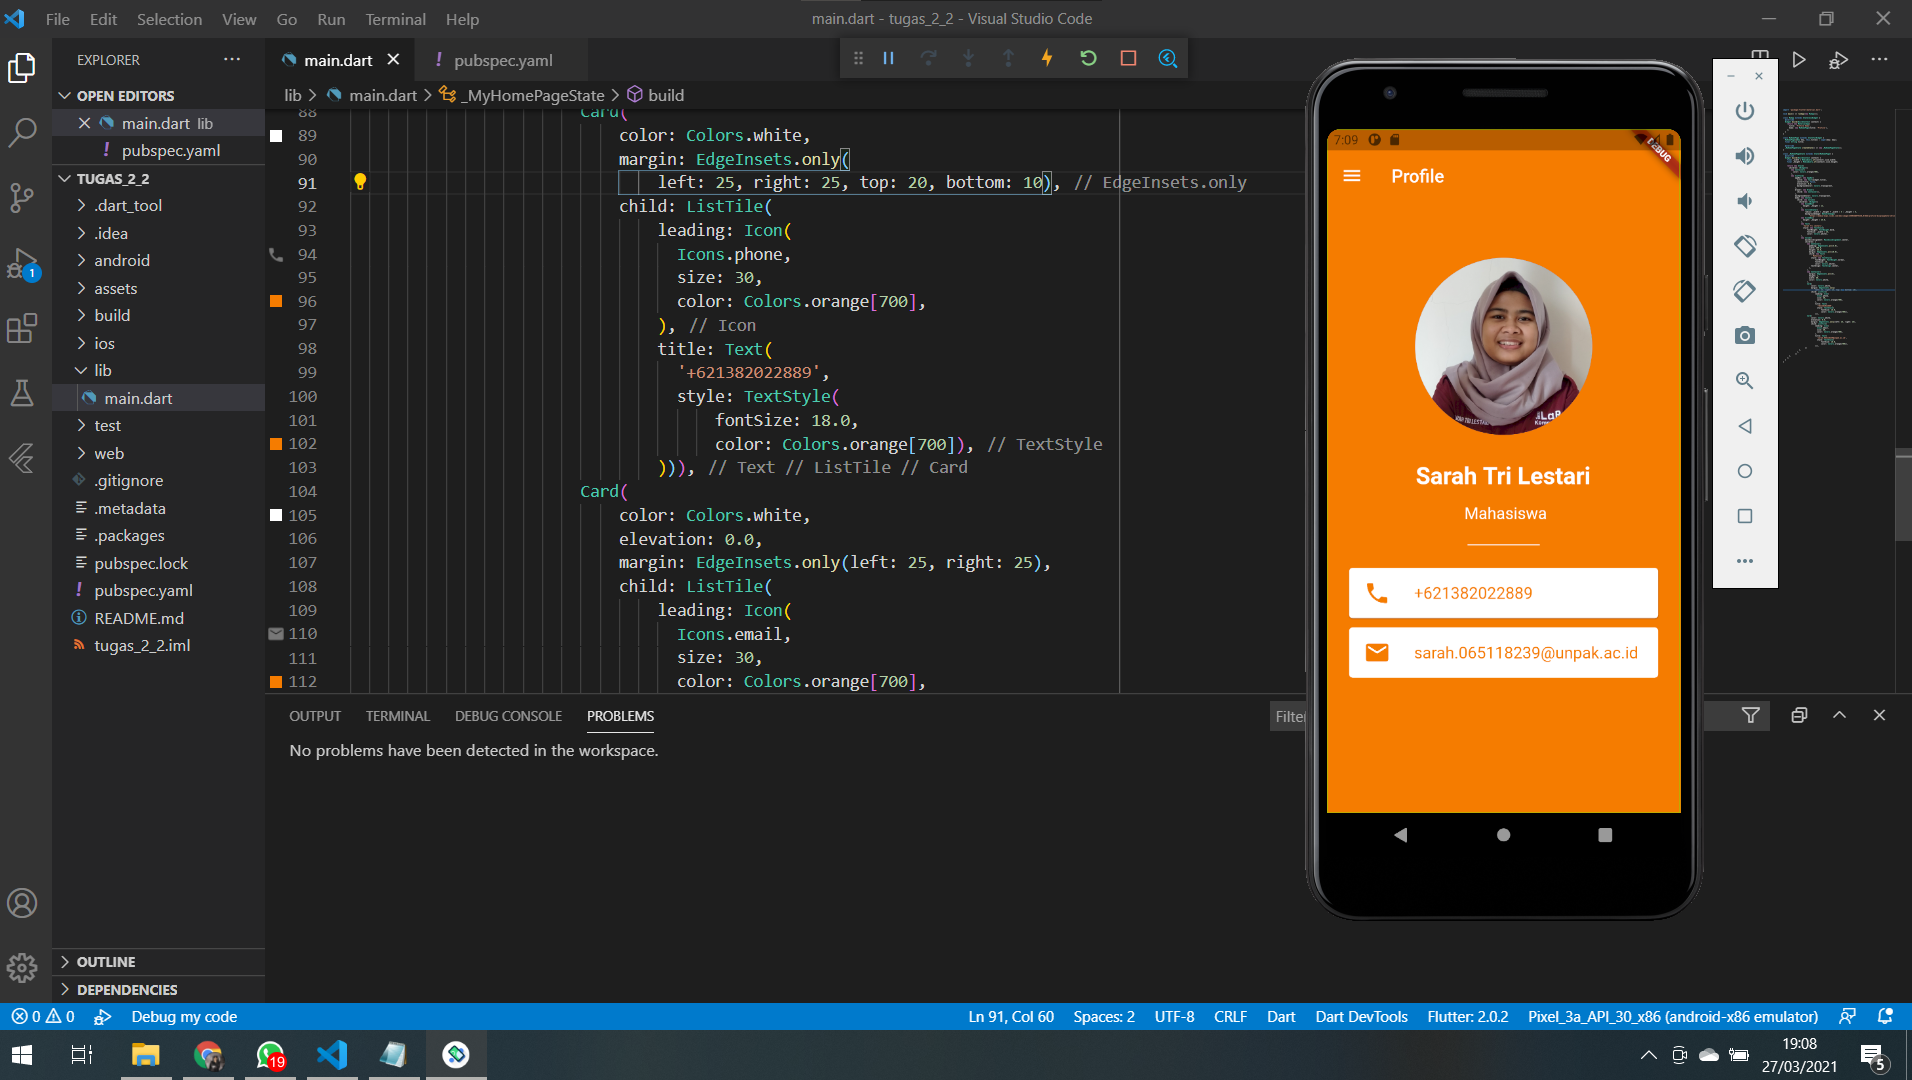 File Edit Selection View Go Run Terminal Help
main.dart - tugas_2_2 - Visual Studio Code
EXPLORER
OPEN EDITORS
main.dart lib
! pubspec.yaml
TUGAS_2_2
.dart_tool
.idea
android
assets
build
ios
lib
main.dart
test
web
.gitignore
.metadata
.packages
pubspec.lock
! pubspec.yaml
README.md
tugas_2_2.iml
OUTLINE
DEPENDENCIES
1
main.dart
! pubspec.yaml
lib > main.dart > _MyHomePageState > build
88 Card(
89 color: Colors.white,
90 margin: EdgeInsets.only(
91 left: 25, right: 25, top: 20, bottom: 10), // EdgeInsets.only
92 child: ListTile(
93 leading: Icon(
94 Icons.phone,
95 size: 30,
96 color: Colors.orange[700],
97 ), // Icon
98 title: Text(
99 '+621382022889',
100 style: TextStyle(
101 fontSize: 18.0,
102 color: Colors.orange[700]), // TextStyle
103 ))), // Text // ListTile // Card
104 Card(
105 color: Colors.white,
106 elevation: 0.0,
107 margin: EdgeInsets.only(left: 25, right: 25),
108 child: ListTile(
109 leading: Icon(
110 Icons.email,
111 size: 30,
112 color: Colors.orange[700],
OUTPUT TERMINAL DEBUG CONSOLE PROBLEMS
Filte
No problems have been detected in the workspace.
7:09
DEBUG
Profile
Sarah Tri Lestari
Mahasiswa
+621382022889
sarah.065118239@unpak.ac.id
0 0 Debug my code
Ln 91, Col 60 Spaces: 2 UTF-8 CRLF Dart Dart DevTools Flutter: 2.0.2 Pixel_3a_API_30_x86 (android-x86 emulator)
19
19:08
27/03/2021
5